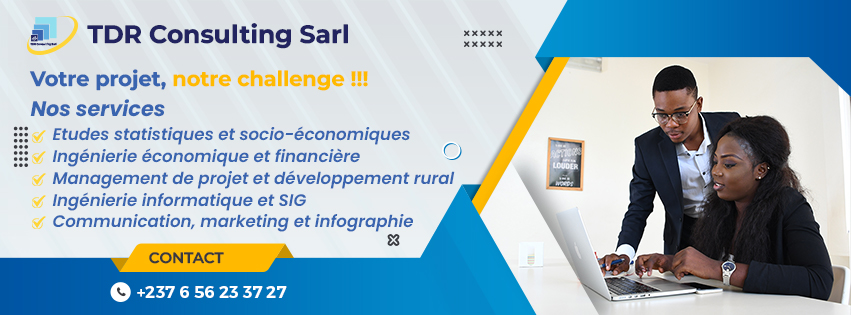 TDR Consulting Sarl
Votre projet, notre challenge !!!
Nos services
Etudes statistiques et socio-économiques
Ingénierie économique et financière
Management de projet et développement rural
Ingénierie informatique et SIG
Communication, marketing et infographie
CONTACT
+237 6 56 23 37 27
LOUDER
WORDS